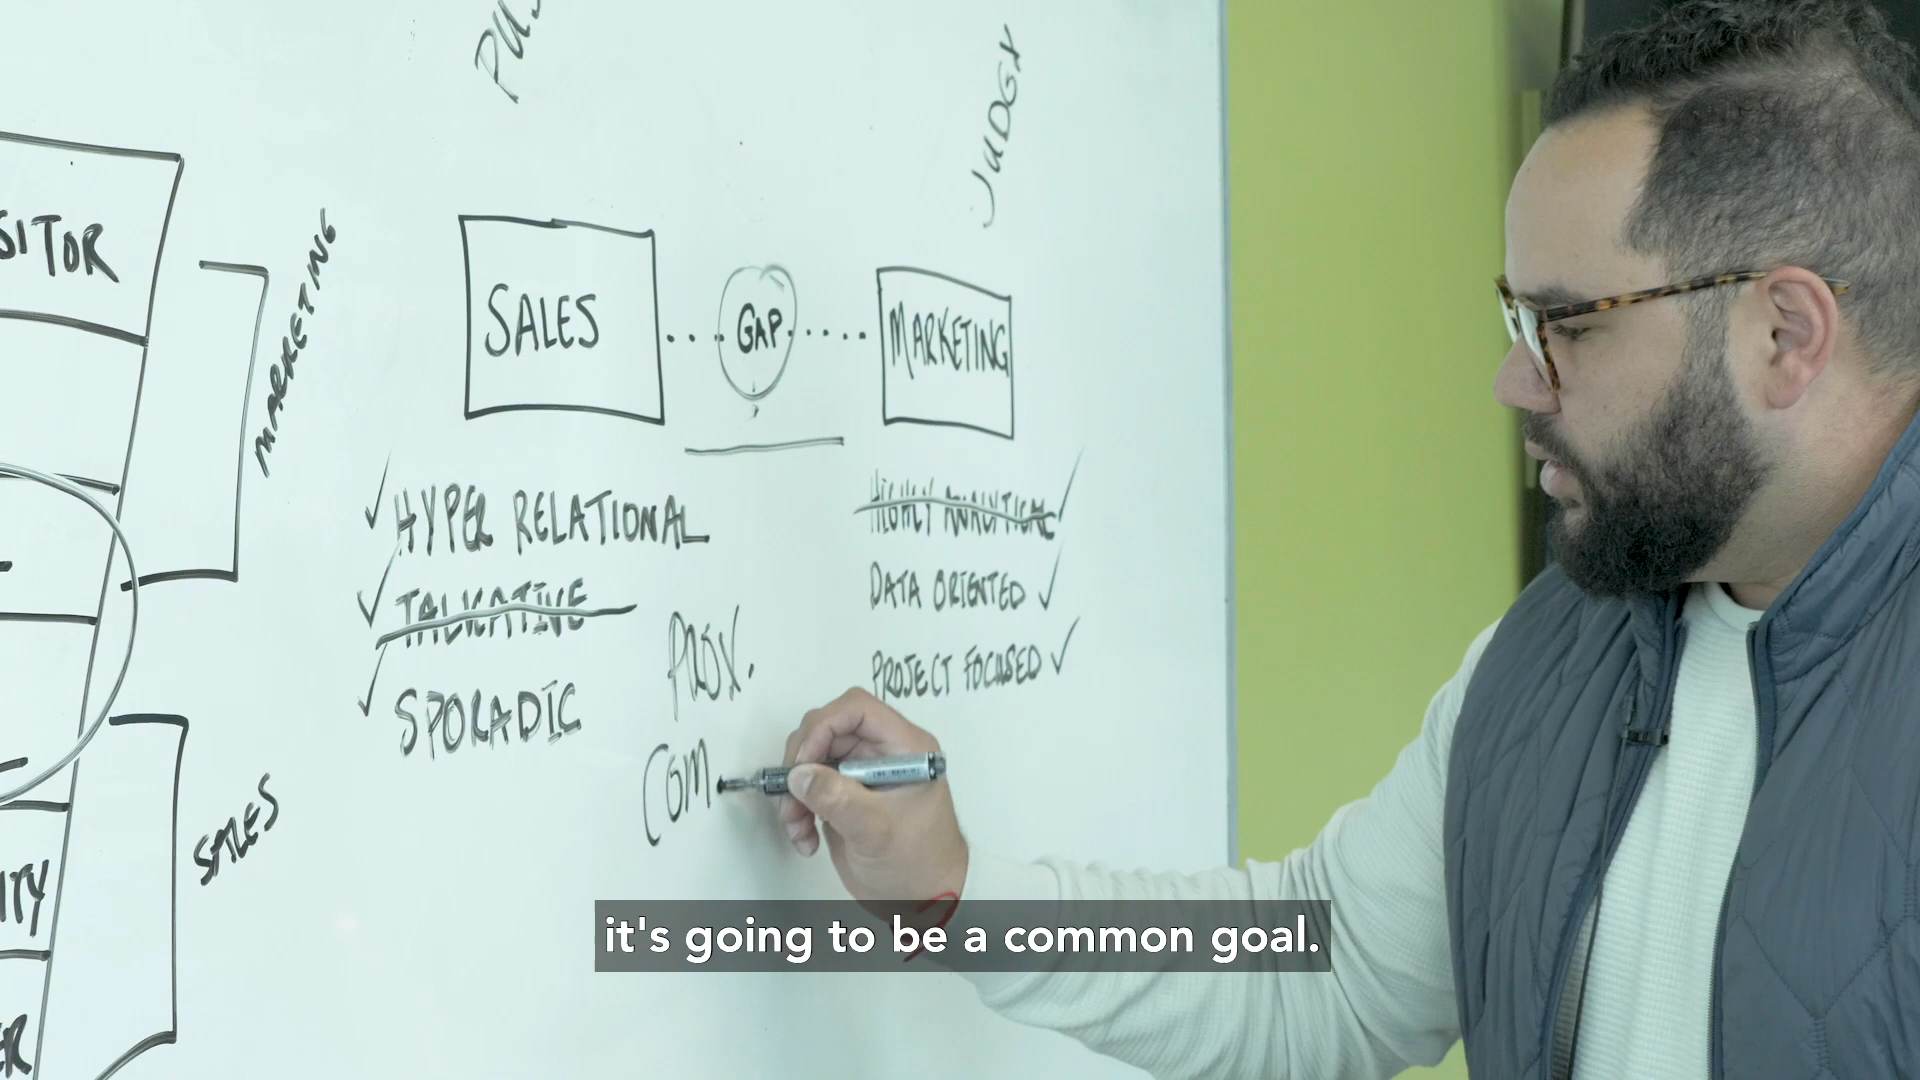 JUDGY
SITOR
MARKETING
SALES
GAP
MARKETING
HYPER RELATIONAL
TALKATIVE
SPORADIC
HIGHLY ANALYTICAL
DATA ORIENTED
PROJECT FOCUSED
PROX.
COM
SALES
ITY
ER
it's going to be a common goal.